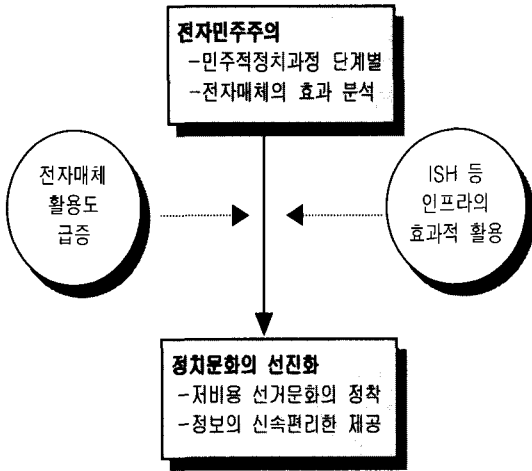 전자민주주의
-민주적정치과정 단계별
-전자매체의 효과 분석
전자매체
활용도
급증
ISH 등
인프라의
효과적 활용
정치문화의 선진화
-저비용 선거문화의 정착
-정보의 신속편리한 제공